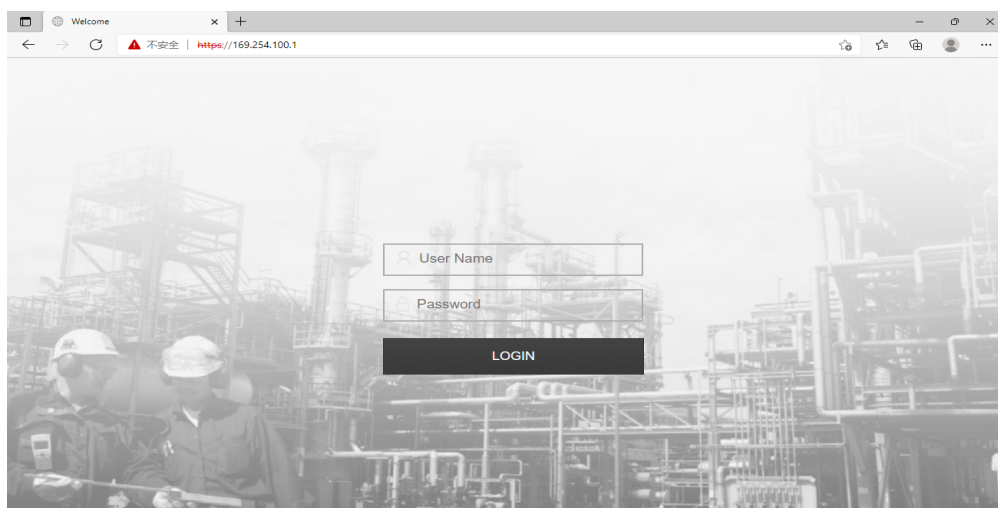 Welcome
不安全 | https://169.254.100.1
User Name
Password
LOGIN